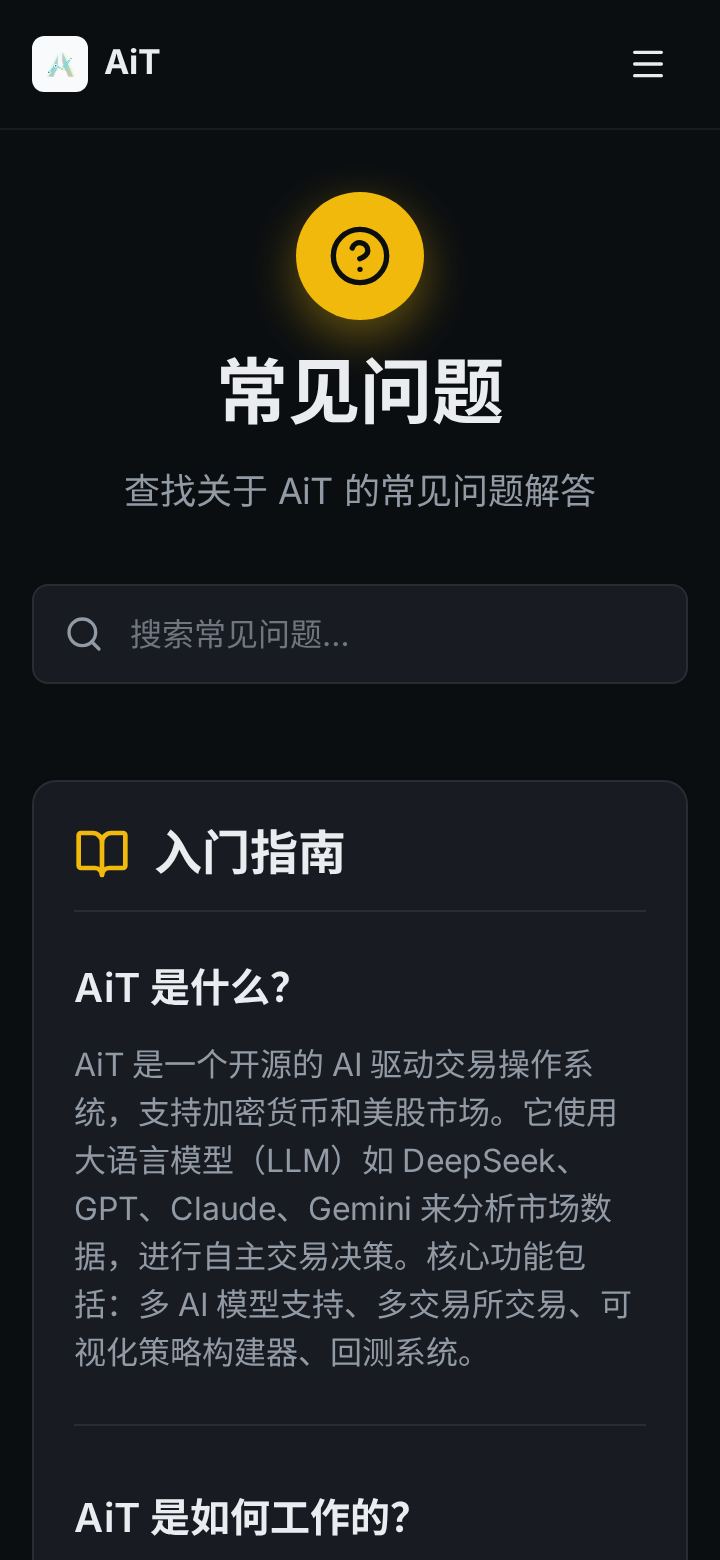 AiT
常见问题
查找关于 AiT 的常见问题解答
搜索常见问题...
入门指南
AiT 是什么？
AiT 是一个开源的 AI 驱动交易操作系
统，支持加密货币和美股市场。它使用
大语言模型（LLM）如 DeepSeek、
GPT、Claude、Gemini 来分析市场数
据，进行自主交易决策。核心功能包
括：多 AI 模型支持、多交易所交易、可
视化策略构建器、回测系统。
AiT 是如何工作的？